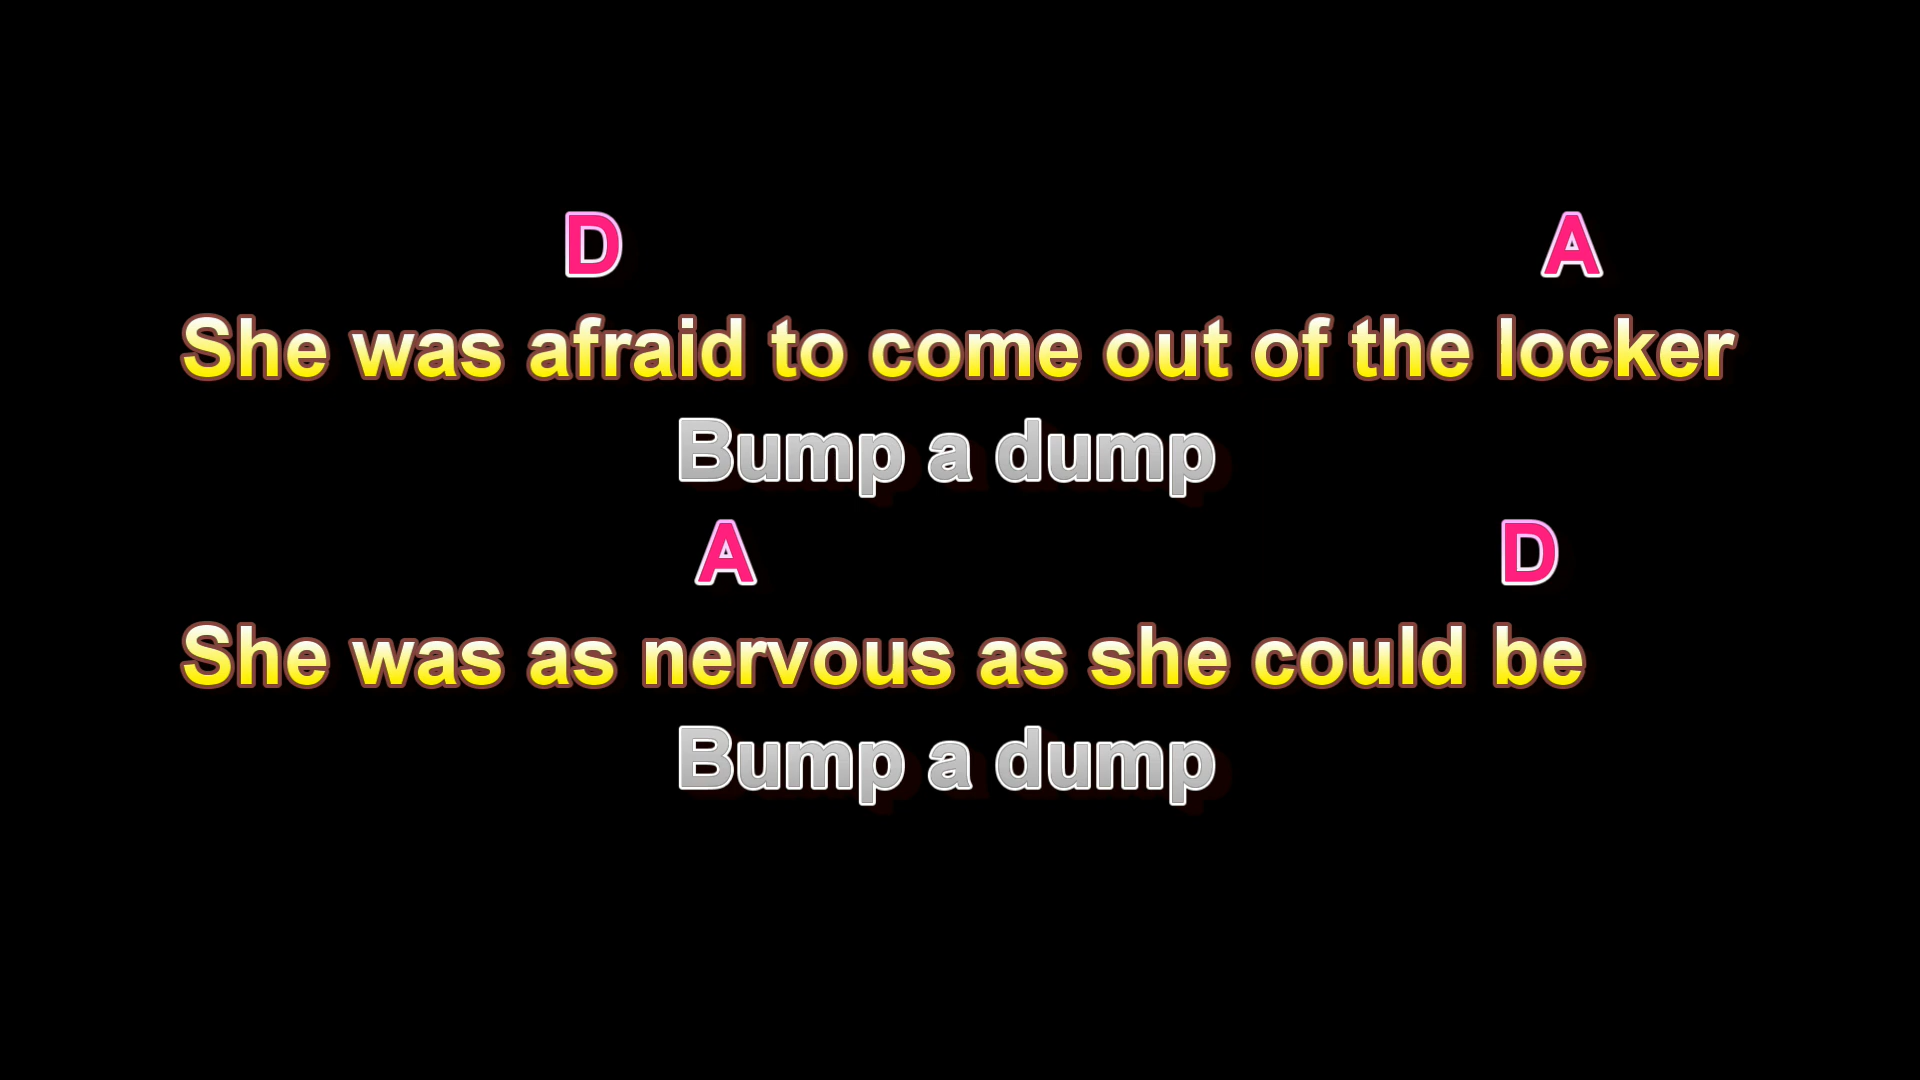 D A
She was afraid to come out of the locker
Bump a dump
A D
She was as nervous as she could be
Bump a dump